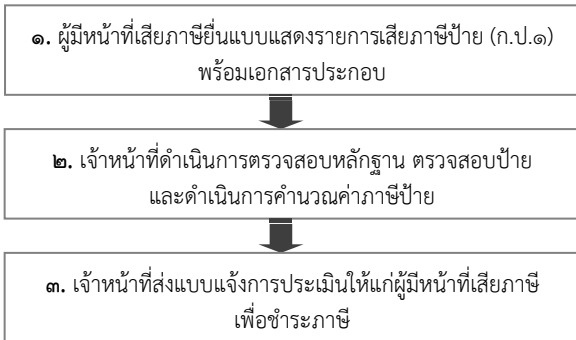 ๑. ผู้มีหน้าที่เสียภาษียื่นแบบแสดงรายการเสียภาษีป้าย (ก.ป.๑)
พร้อมเอกสารประกอบ
๒. เจ้าหน้าที่ดำเนินการตรวจสอบหลักฐาน ตรวจสอบป้าย
และดำเนินการคำนวณค่าภาษีป้าย
๓. เจ้าหน้าที่ส่งแบบแจ้งการประเมินให้แก่ผู้มีหน้าที่เสียภาษี
เพื่อชำระภาษี